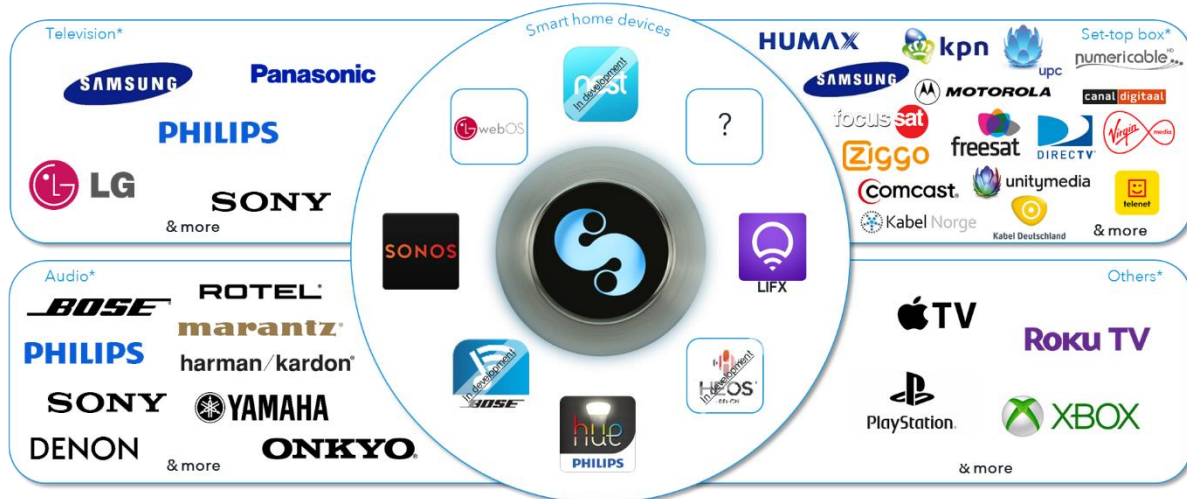 Television*
SAMSUNG
Panasonic
PHILIPS
LG
SONY
& more
Smart home devices
nest
In development
LG webOS
?
SONOS
LIFX
In development
BOSE
hue
PHILIPS
HEOS
In development
Set-top box*
HUMAX
kpn
upc
numericable HD
SAMSUNG
MOTOROLA
canal digitaal
focus sat
freesat
DIRECTV
Virgin media
ziggo
comcast.
unitymedia
telenet
Kabel Norge
Kabel Deutschland
& more
Audio*
BOSE
ROTEL
marantz
PHILIPS
harman/kardon
SONY
YAMAHA
DENON
ONKYO
& more
Others*
TV
ROKU TV
PlayStation
XBOX
& more